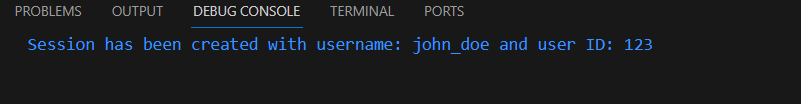 PROBLEMS OUTPUT DEBUG CONSOLE TERMINAL PORTS
Session has been created with username: john_doe and user ID: 123